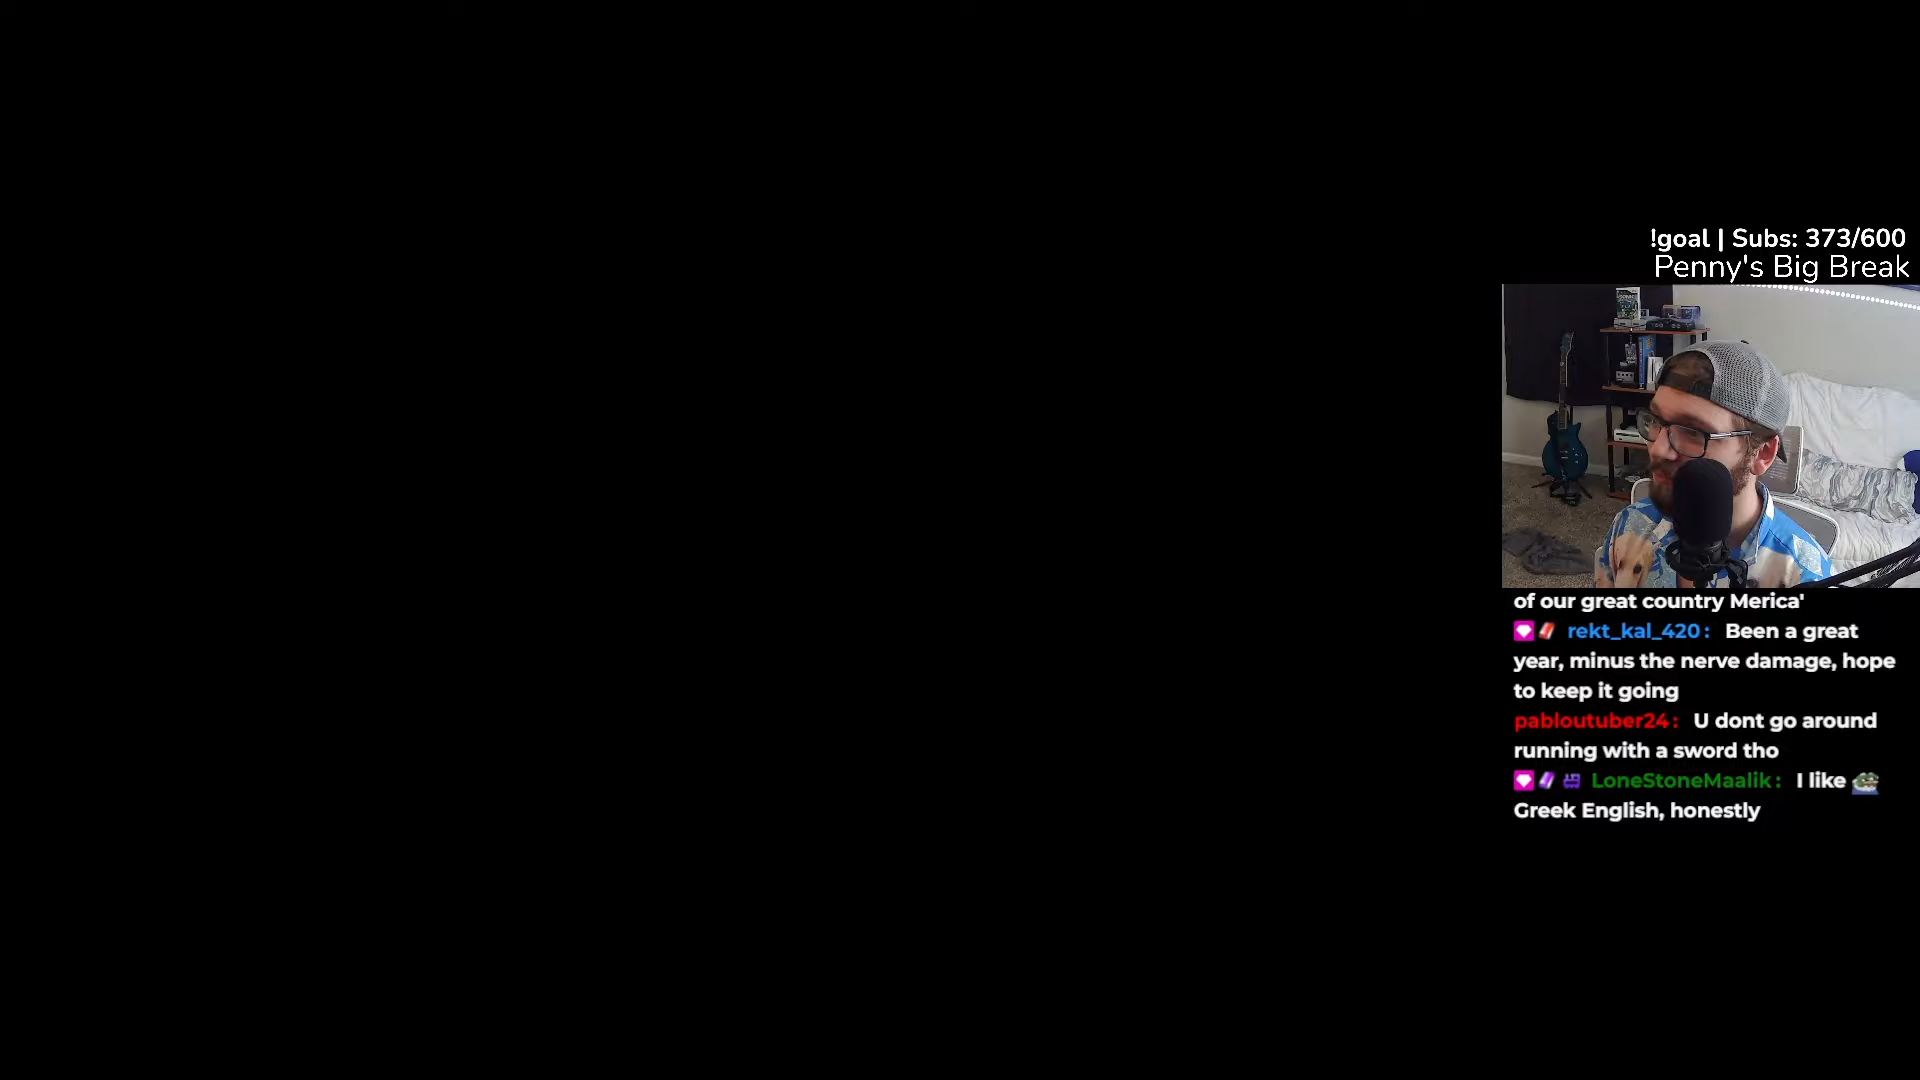 !goal | Subs: 373/600
Penny's Big Break
of our great country Merica'
rekt_kal_420: Been a great
year, minus the nerve damage, hope
to keep it going
pabloutuber24: U dont go around
running with a sword tho
LoneStoneMaalik: I like
Greek English, honestly